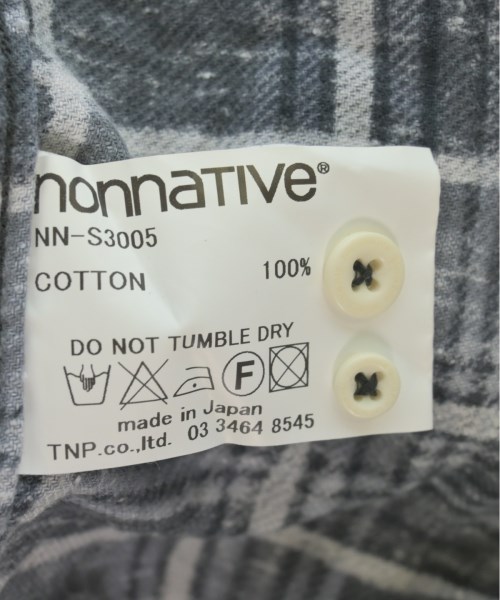 nonnaTIVE®
NN-S3005
COTTON 100%
DO NOT TUMBLE DRY
F
made in Japan
TNP.co.,ltd. 03 3464 8545